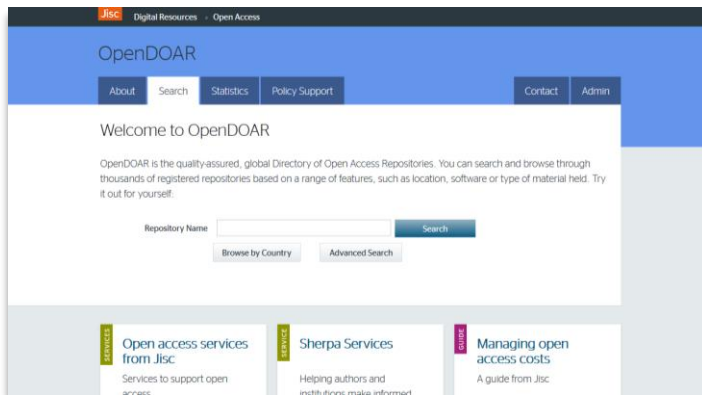 Jisc Digital Resources › Open Access
OpenDOAR
About Search Statistics Policy Support Contact Admin
Welcome to OpenDOAR
OpenDOAR is the quality-assured, global Directory of Open Access Repositories. You can search and browse through
thousands of registered repositories based on a range of features, such as location, software or type of material held. Try
it out for yourself:
Repository Name Search
Browse by Country Advanced Search
SERVICES
Open access services
from Jisc
Services to support open
access
SERVICE
Sherpa Services
Helping authors and
institutions make informed
GUIDE
Managing open
access costs
A guide from Jisc